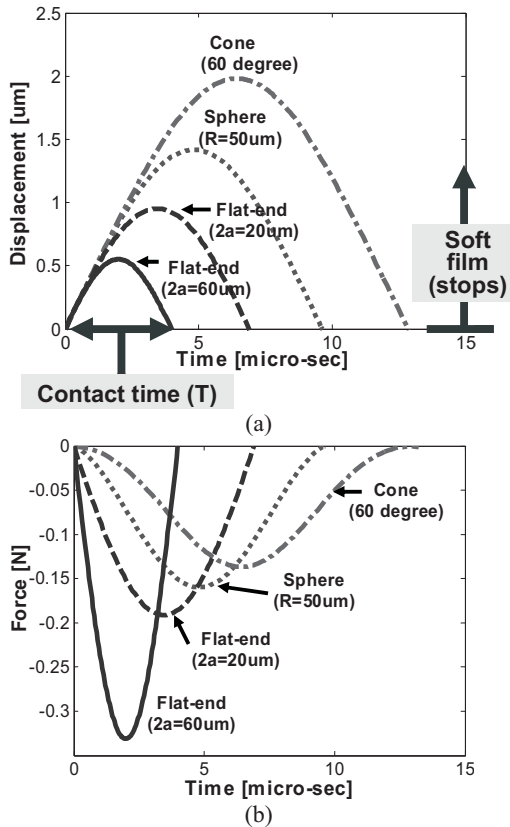 2.5
2
1.5
1
0.5
0
Displacement [um]
Cone
(60 degree)
Sphere
(R=50um)
Flat-end
(2a=20um)
Flat-end
(2a=60um)
Soft
film
(stops)
0 5 10 15
Time [micro-sec]
Contact time (T)
(a)
0
-0.05
-0.1
-0.15
-0.2
-0.25
-0.3
Force [N]
Cone
(60 degree)
Sphere
(R=50um)
Flat-end
(2a=20um)
Flat-end
(2a=60um)
0 5 10 15
Time [micro-sec]
(b)